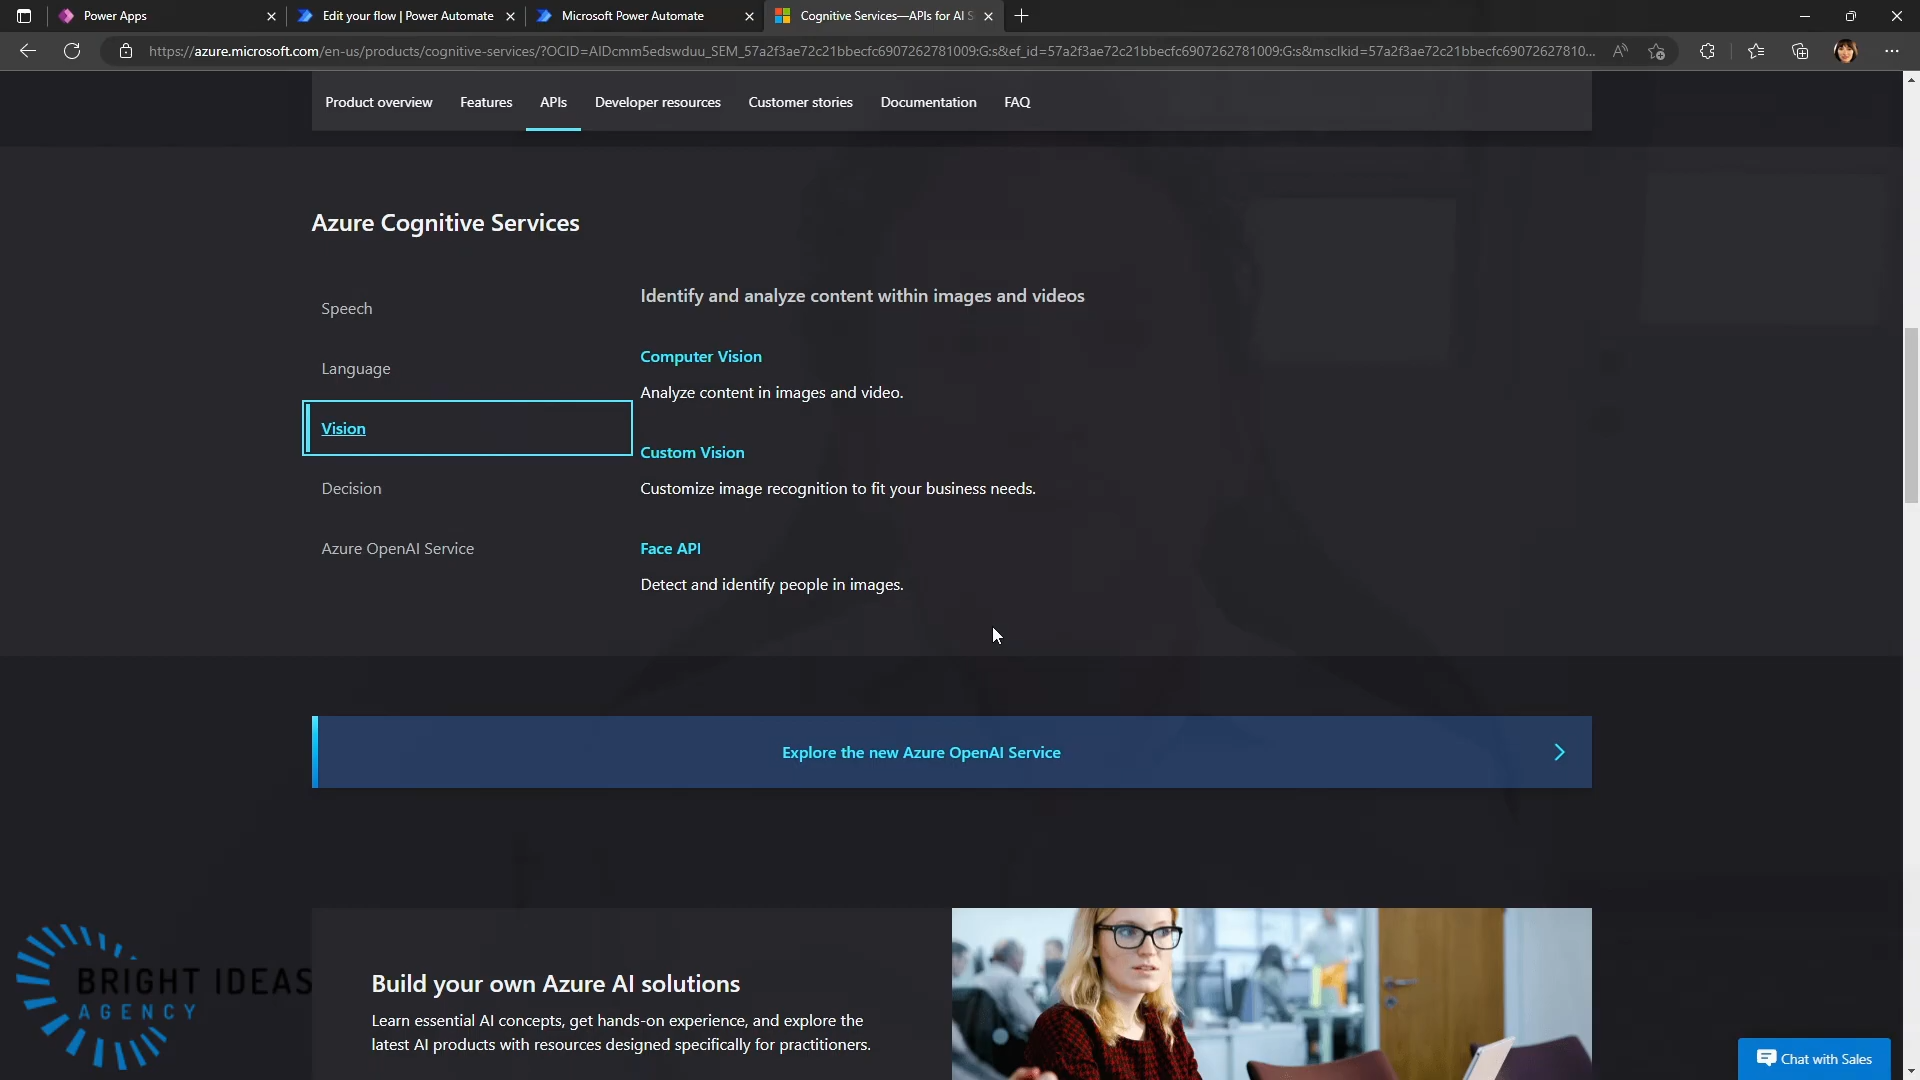 Power Apps
Edit your flow | Power Automate
Microsoft Power Automate
Cognitive Services—APIs for AI S
https://azure.microsoft.com/en-us/products/cognitive-services/?OCID=AIDcmm5edswduu_SEM_57a2f3ae72c21bbecfc6907262781009:G:s&ef_id=57a2f3ae72c21bbecfc6907262781009:G:s&msclkid=57a2f3ae72c21bbecfc69072627810...
Product overview
Features
APIs
Developer resources
Customer stories
Documentation
FAQ
Azure Cognitive Services
Speech
Language
Vision
Decision
Azure OpenAI Service
Identify and analyze content within images and videos
Computer Vision
Analyze content in images and video.
Custom Vision
Customize image recognition to fit your business needs.
Face API
Detect and identify people in images.
Explore the new Azure OpenAI Service
Build your own Azure AI solutions
Learn essential AI concepts, get hands-on experience, and explore the
latest AI products with resources designed specifically for practitioners.
BRIGHT IDEAS
AGENCY
Chat with Sales